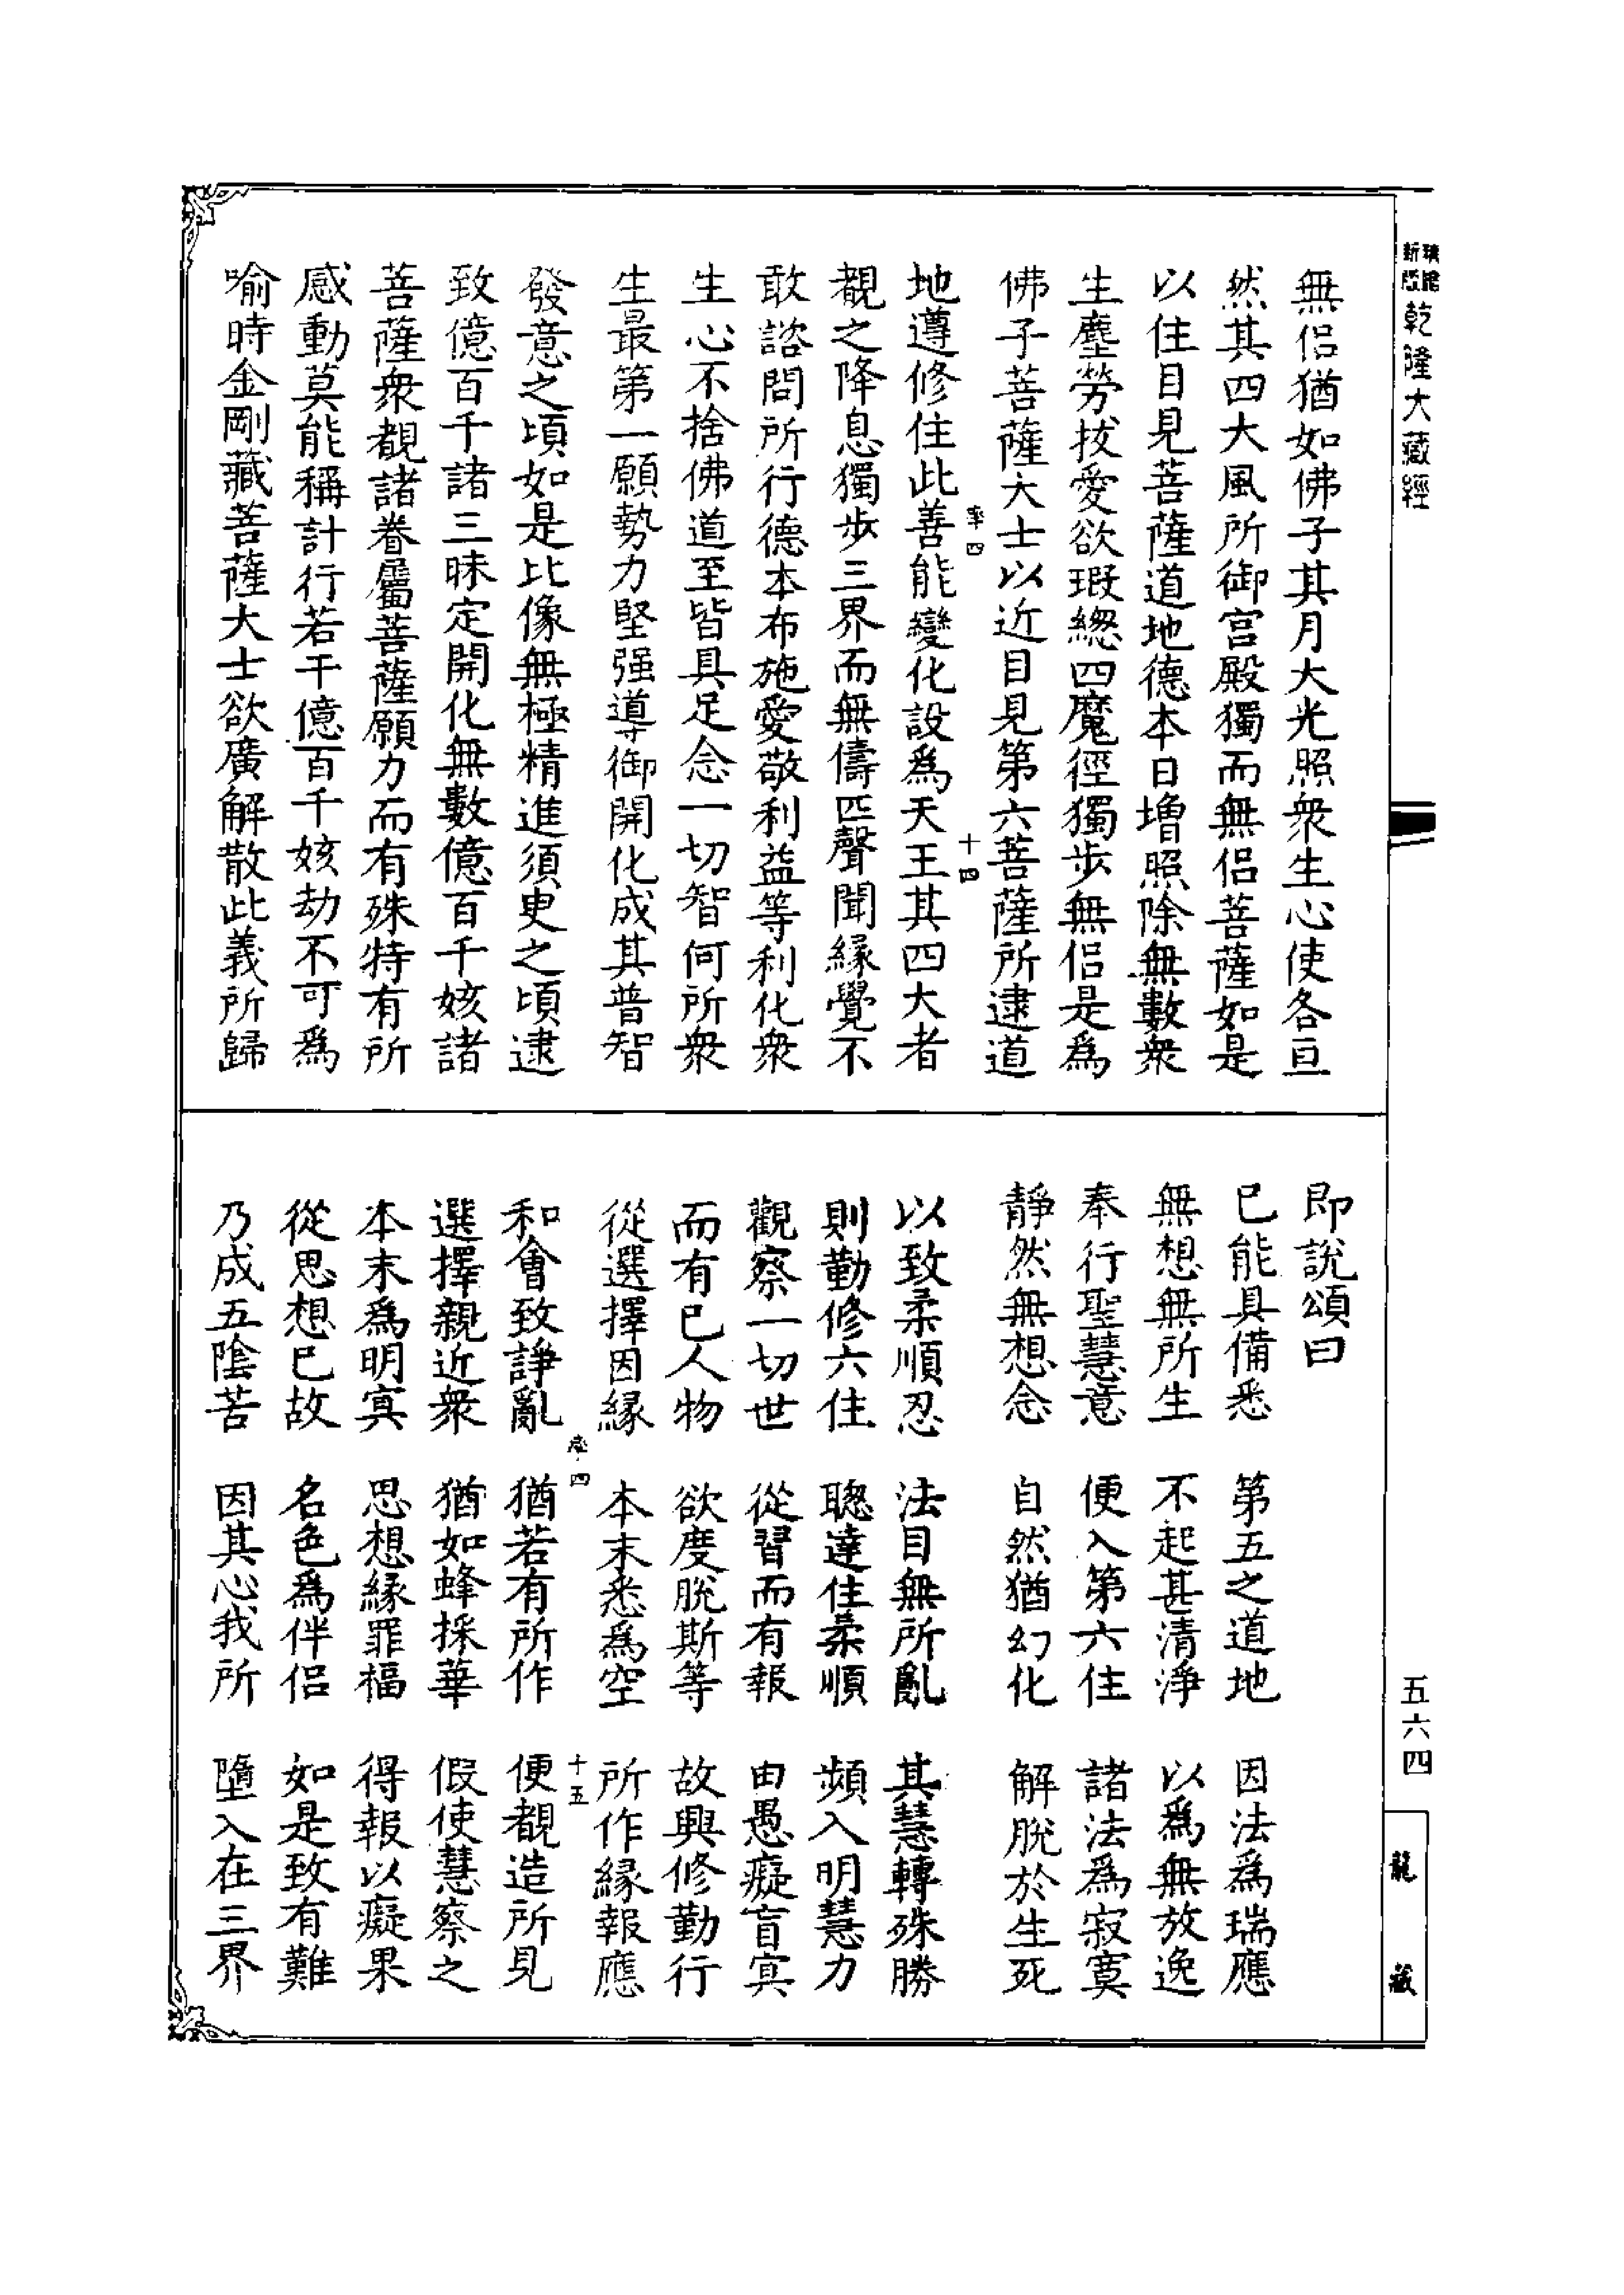 乾隆大藏經
無侶猶如佛子其月大光照衆生心使各亘
然其四大風所御宫殿獨而無侶菩薩如是
以住目見菩薩道地德本日增照除無數衆
生塵勞拔愛欲瑕緫四魔徑獨步無侶是爲
佛子菩薩大士以近目見第六菩薩所逮道
地遵修住此善能變化設爲天王其四大者
覩之降息獨步三界而無儔匹聲聞緣覺不
敢諮問所行德本布施愛敬利益等利化衆
生心不捨佛道至皆具足念一切智何所衆
生最第一願勢力堅强導御開化成其普智
發意之頃如是比像無極精進須臾之頃逮
致億百千諸三昧定開化無數億百千姟諸
菩薩衆覩諸眷屬菩薩願力而有殊特有所
感動莫能稱計行若干億百千姟劫不可爲
喻時金剛藏菩薩大士欲廣解散此義所歸
十四
即說頌曰
已能具備悉 第五之道地 因法爲瑞應
無想無所生 不起甚清淨 以爲無放逸
奉行聖慧意 便入第六住 諸法爲寂寞
靜然無想念 自然猶幻化 解脫於生死
以致柔順忍 法目無所亂 其慧轉殊勝
則勤修六住 聰達住柔順 頻入明慧力
觀察一切世 從習而有報 由愚癡盲冥
而有已人物 欲度脫斯等 故興修勤行
從選擇因緣 本末悉爲空 所作緣報應
和會致諍亂 猶若有所作 便覩造所見
選擇親近衆 猶如蜂採華 假使慧察之
本末爲明冥 思想緣罪福 得報以癡果
從思想已故 名色爲伴侶 如是致有難
乃成五陰苦 因其心我所 墮入在三界
十五
五六四
龍藏